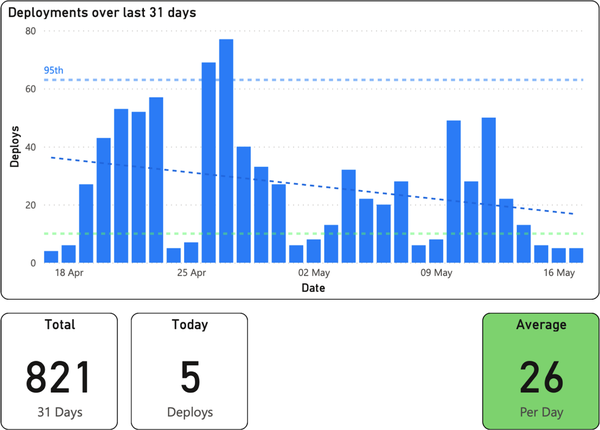 Deployments over last 31 days
80
95th
60
40
20
0
Deploys
18 Apr 25 Apr 02 May 09 May 16 May
Date
Total
821
31 Days
Today
5
Deploys
Average
26
Per Day